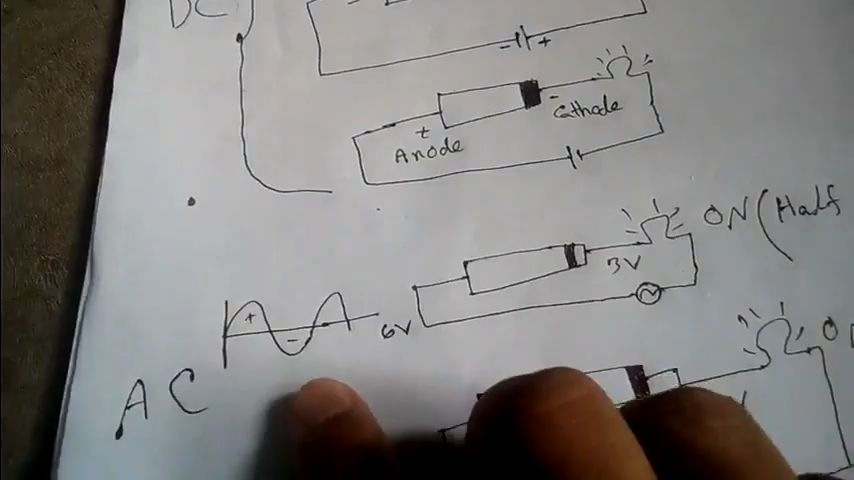 DC
- +
+ - Cathode
Anode
ON (Half
3V
+ -
6V
AC